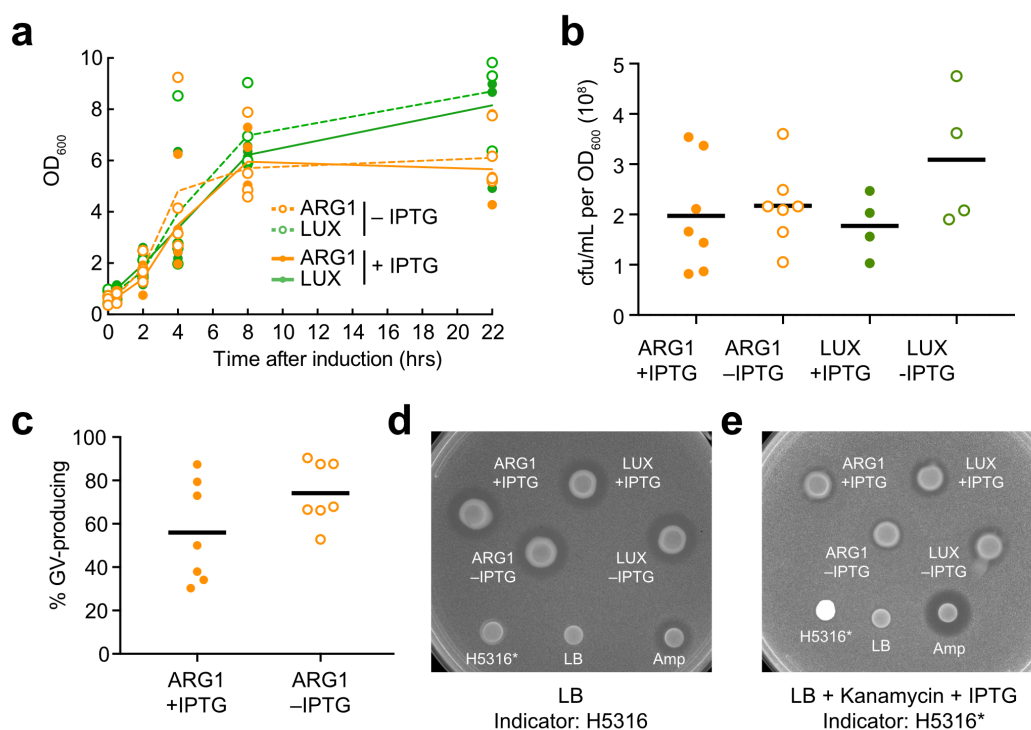 a
OD600
10
8
6
4
2
0
0 2 4 6 8 10 12 14 16 18 20 22
Time after induction (hrs)
ARG1
LUX
– IPTG
ARG1
LUX
+ IPTG
b
cfu/mL per OD600 (10^8)
5
4
3
2
1
0
ARG1 ARG1 LUX LUX
+IPTG –IPTG +IPTG -IPTG
c
% GV-producing
100
80
60
40
20
0
ARG1 ARG1
+IPTG –IPTG
d
ARG1
+IPTG
LUX
+IPTG
ARG1
–IPTG
LUX
–IPTG
H5316*
LB
Amp
LB
Indicator: H5316
e
ARG1
+IPTG
LUX
+IPTG
ARG1
–IPTG
LUX
–IPTG
H5316*
LB
Amp
LB + Kanamycin + IPTG
Indicator: H5316*